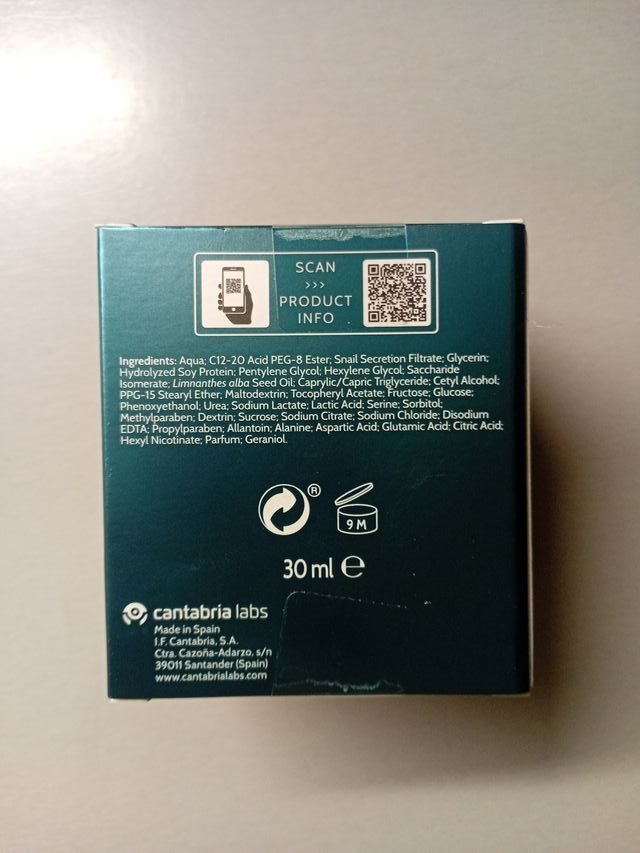 SCAN
>>>
PRODUCT
INFO
Ingredients: Aqua; C12-20 Acid PEG-8 Ester; Snail Secretion Filtrate; Glycerin;
Hydrolyzed Soy Protein; Pentylene Glycol; Hexylene Glycol; Saccharide
Isomerate; Limnanthes alba Seed Oil; Caprylic/Capric Triglyceride; Cetyl Alcohol;
PPG-15 Stearyl Ether; Maltodextrin; Tocopheryl Acetate; Fructose; Glucose;
Phenoxyethanol; Urea; Sodium Lactate; Lactic Acid; Serine; Sorbitol;
Methylparaben; Dextrin; Sucrose; Sodium Citrate; Sodium Chloride; Disodium
EDTA; Propylparaben; Allantoin; Alanine; Aspartic Acid; Glutamic Acid; Citric Acid;
Hexyl Nicotinate; Parfum; Geraniol.
®
9 M
30 ml ℮
cantabria labs
Made in Spain
I.F. Cantabria, S.A.
Ctra. Cazoña-Adarzo, s/n
39011 Santander (Spain)
www.cantabrialabs.com